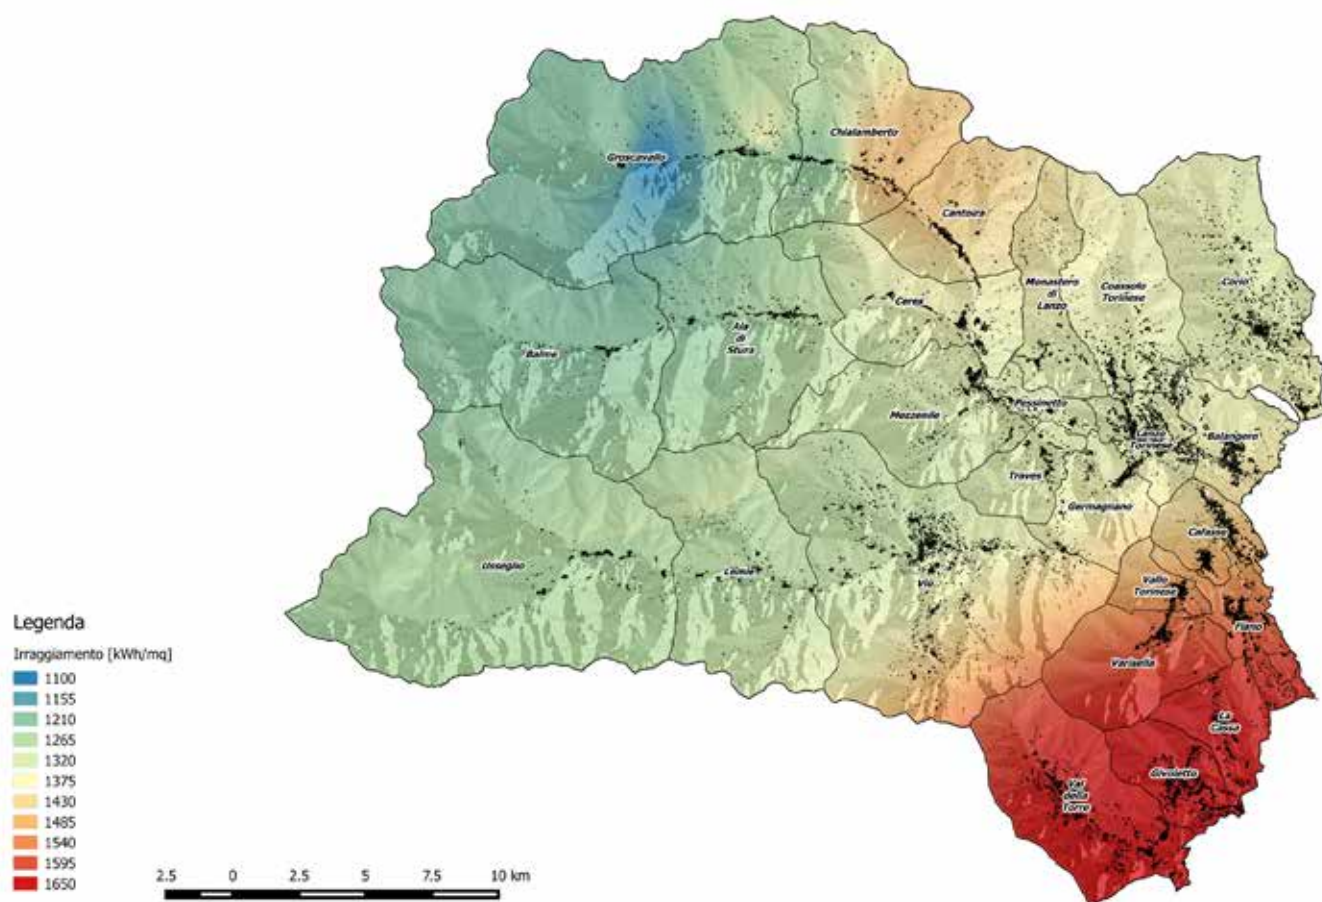 Chialamberto
Groscavallo
Cantoira
Monastero
di
Lanzo
Coassolo
Torinese
Corio
Ceres
Ala
di
Stura
Balme
Mezzenile
Pessinetto
Lanzo
Torinese
Balangero
Traves
Germagnano
Cafasse
Usseglio
Lemie
Viù
Vallo
Torinese
Fiano
Varisella
La
Cassa
Givoletto
Val
della
Torre
Legenda
Irraggiamento [kWh/mq]
1100
1155
1210
1265
1320
1375
1430
1485
1540
1595
1650
2.5 0 2.5 5 7.5 10 km